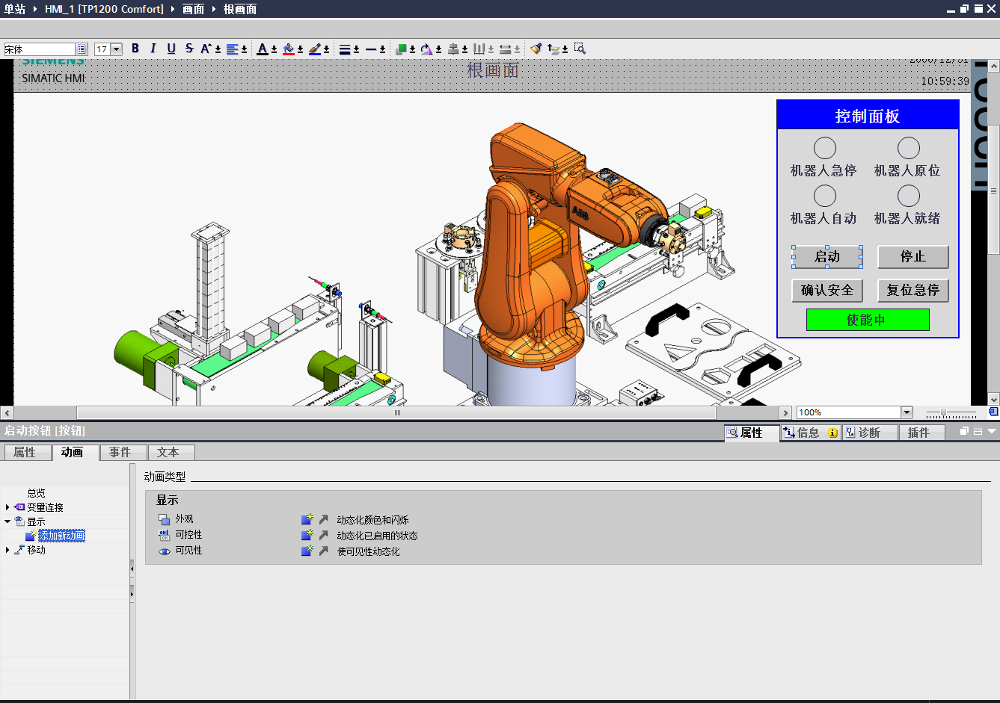 单站 HMI_1 [TP1200 Comfort] 画面 根画面
宋体 17 B I U S A A
SIEMENS
SIMATIC HMI
根画面
2000/12/31
10:59:39
TOUCH
控制面板
机器人急停 机器人原位
机器人自动 机器人就绪
启动 停止
确认安全 复位急停
使能中
ABB
100%
启动按钮 [按钮]
属性 信息 诊断 插件
属性 动画 事件 文本
总览
变量连接
显示
添加新动画
移动
动画类型
显示
外观 动态化颜色和闪烁
可控性 动态化已启用的状态
可见性 使可见性动态化